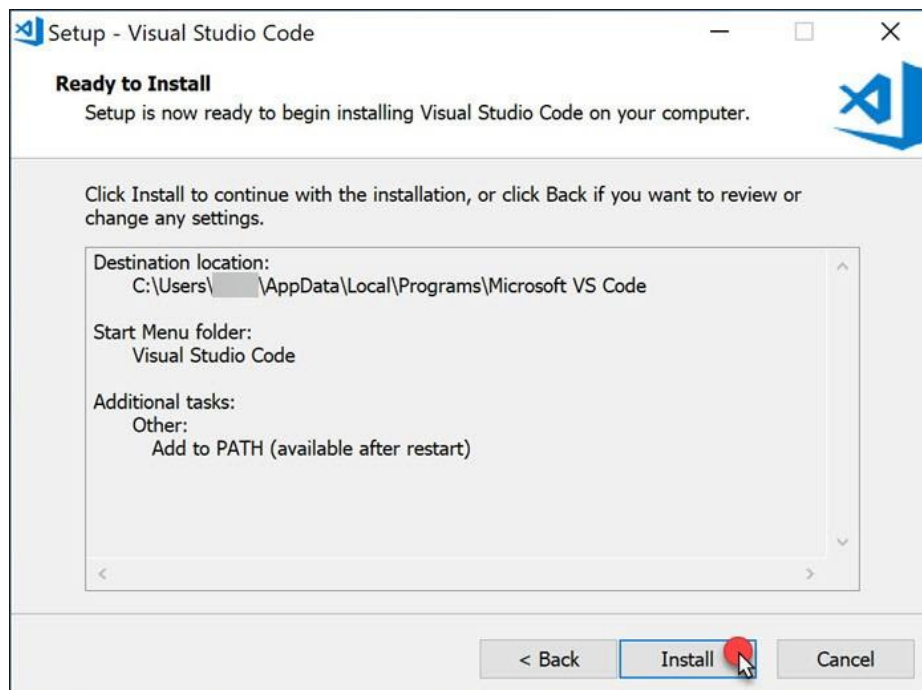 Setup - Visual Studio Code
Ready to Install
Setup is now ready to begin installing Visual Studio Code on your computer.
Click Install to continue with the installation, or click Back if you want to review or
change any settings.
Destination location:
C:\Users\ \AppData\Local\Programs\Microsoft VS Code
Start Menu folder:
Visual Studio Code
Additional tasks:
Other:
Add to PATH (available after restart)
< Back Install Cancel